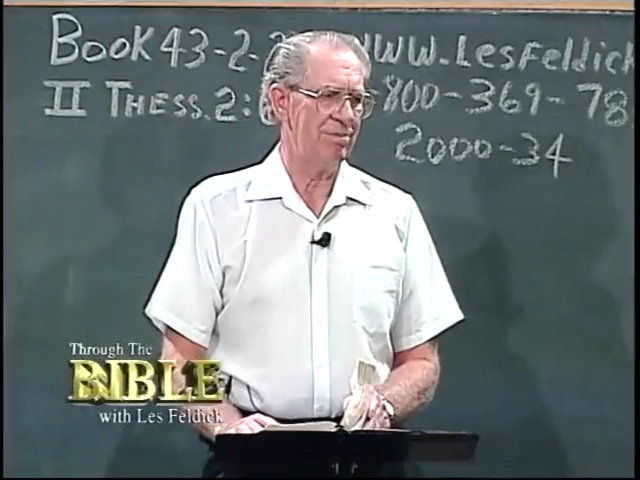 Book 43-2-
WWW.LesFeldick
II THESS. 2:
800-369-78
2000-34
Through The
BIBLE
with LES FELDICK